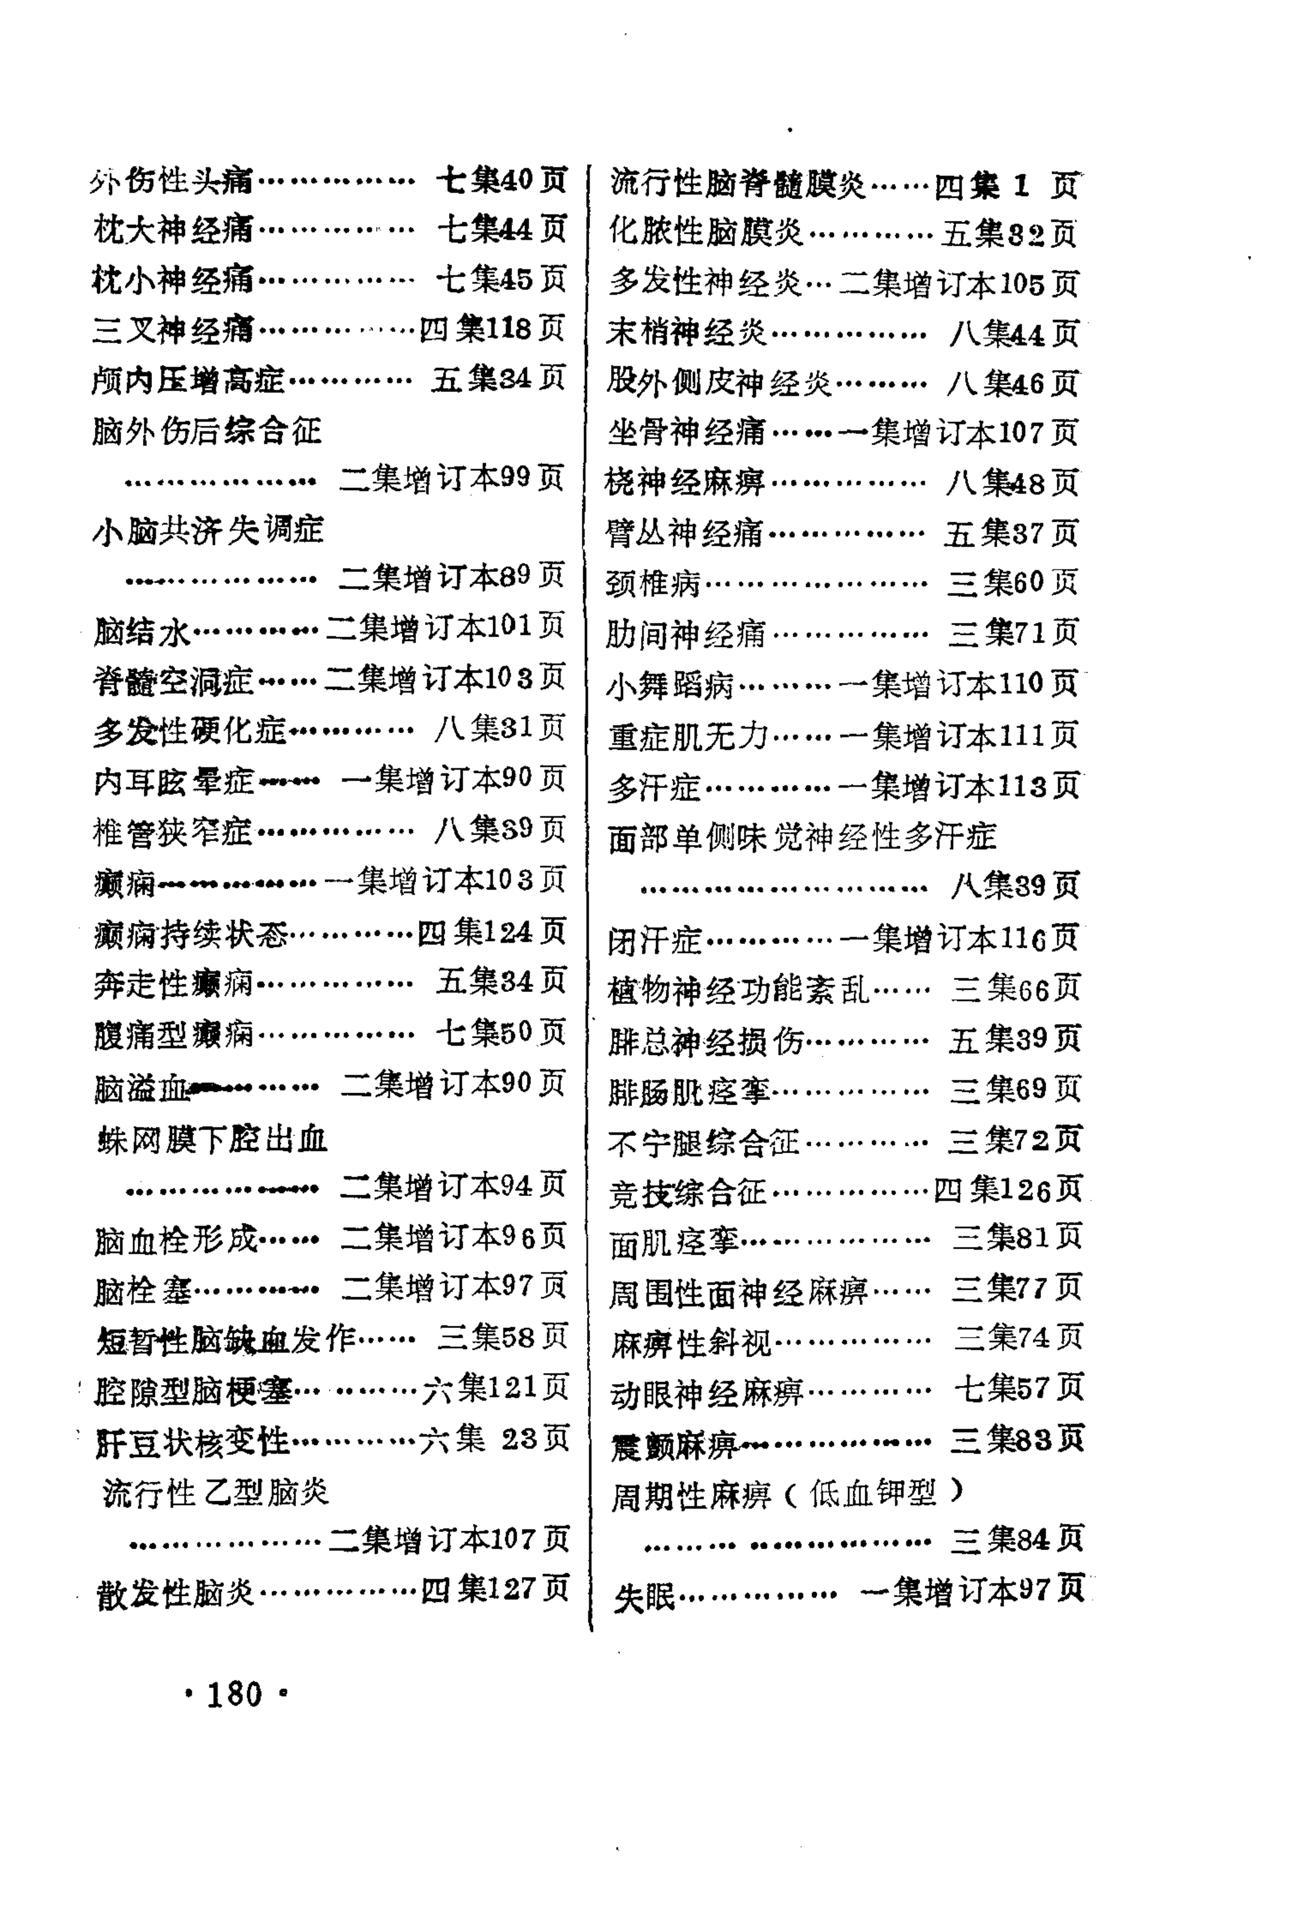 外伤性头痛…………… 七集40页
枕大神经痛…………… 七集44页
枕小神经痛…………… 七集45页
三叉神经痛……………四集118页
颅内压增高症………… 五集34页
脑外伤后综合征
……………… 二集增订本99页
小脑共济失调症
……………… 二集增订本89页
脑结水…………二集增订本101页
脊髓空洞症…… 二集增订本103页
多发性硬化症………… 八集31页
内耳眩晕症…… 一集增订本90页
椎管狭窄症…………… 八集39页
癫痫……………一集增订本103页
癫痫持续状态…………四集124页
奔走性癫痫…………… 五集34页
腹痛型癫痫…………… 七集50页
脑溢血………… 二集增订本90页
蛛网膜下腔出血
……………… 二集增订本94页
脑血栓形成…… 二集增订本96页
脑栓塞………… 二集增订本97页
短暂性脑缺血发作…… 三集58页
腔隙型脑梗塞…………六集121页
肝豆状核变性…………六集 23页
流行性乙型脑炎
………………二集增订本107页
散发性脑炎……………四集127页
流行性脑脊髓膜炎……四集1 页
化脓性脑膜炎…………五集32页
多发性神经炎…二集增订本105页
末梢神经炎…………… 八集44页
股外侧皮神经炎……… 八集46页
坐骨神经痛……一集增订本107页
桡神经麻痹…………… 八集48页
臂丛神经痛…………… 五集37页
颈椎病………………… 三集60页
肋间神经痛…………… 三集71页
小舞蹈病………一集增订本110页
重症肌无力……一集增订本111页
多汗症…………一集增订本113页
面部单侧味觉神经性多汗症
……………………… 八集39页
闭汗症…………一集增订本116页
植物神经功能紊乱…… 三集66页
腓总神经损伤………… 五集39页
腓肠肌痉挛…………… 三集69页
不宁腿综合征………… 三集72页
竞技综合征……………四集126页
面肌痉挛……………… 三集81页
周围性面神经麻痹…… 三集77页
麻痹性斜视…………… 三集74页
动眼神经麻痹………… 七集57页
震颤麻痹……………… 三集83页
周期性麻痹（低血钾型）
……… ……………… 三集84页
失眠…………… 一集增订本97页
·180·